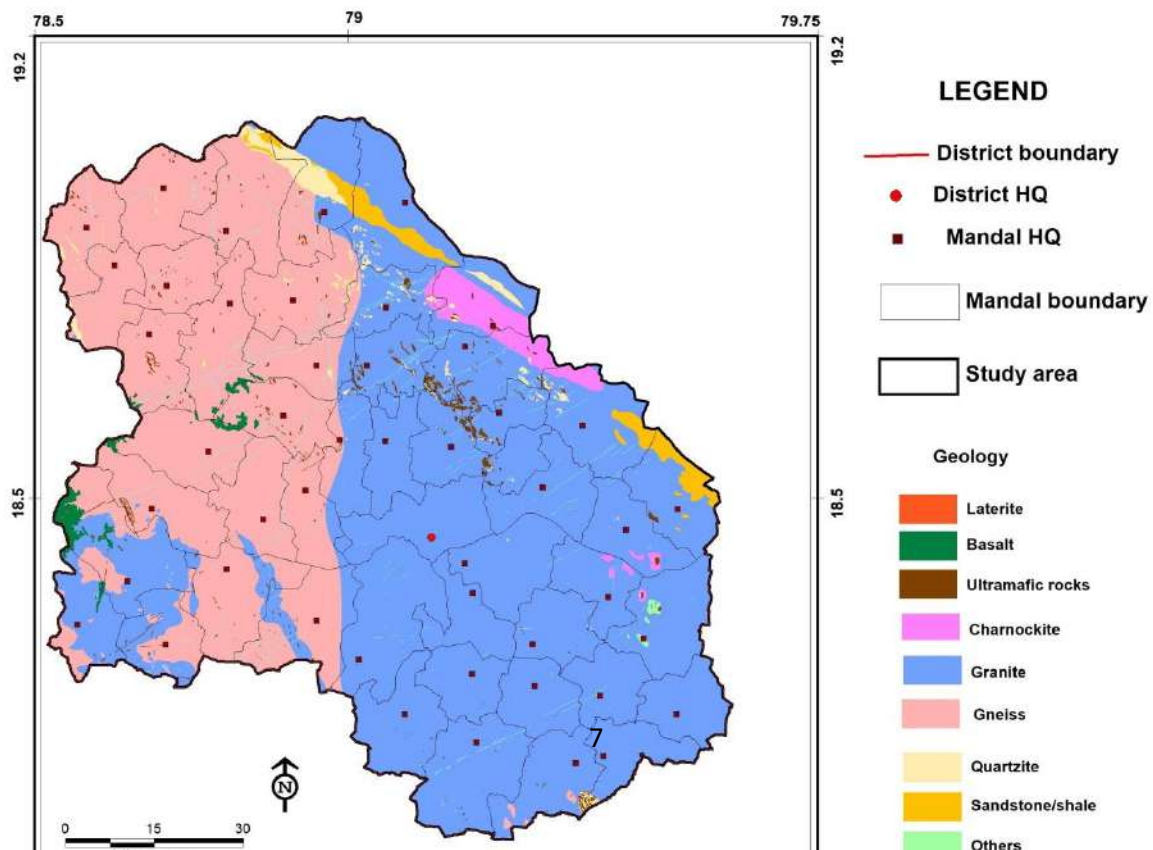 78.5 79 79.75
19.2 19.2
LEGEND
District boundary
District HQ
Mandal HQ
Mandal boundary
Study area
18.5 18.5
Geology
Laterite
Basalt
Ultramafic rocks
Charnockite
Granite
Gneiss
Quartzite
Sandstone/shale
Others
7
N
0 15 30